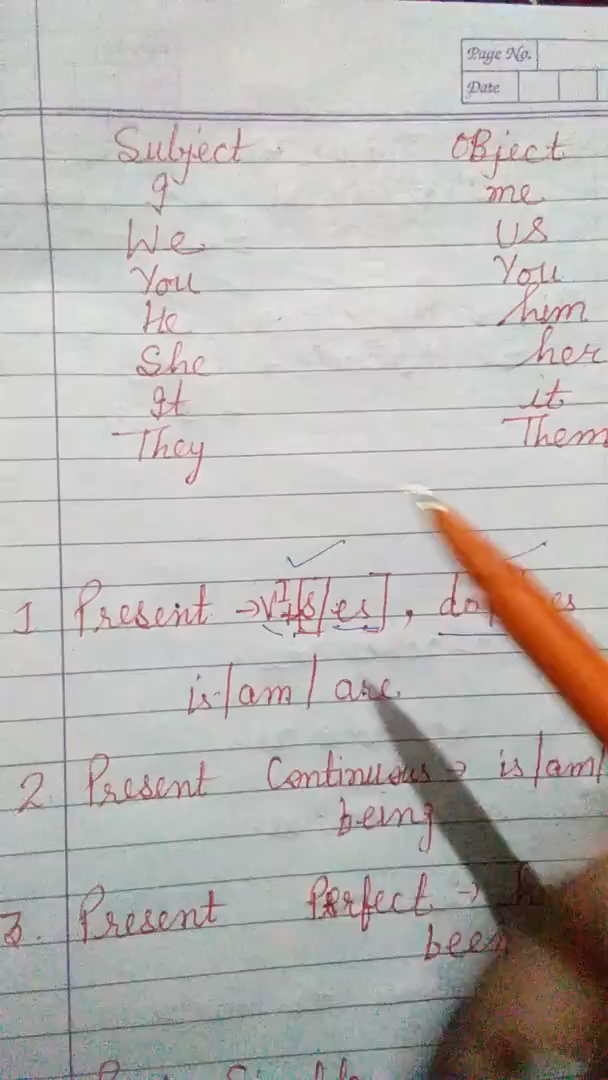 Page No.
Date
Subject OBject
I me
We us
You You
He him
She her
It it
They Them
1 Present → V¹+[s/es],
is/am/are
2. Present Continuous → is/am/
being
3. Present Perfect →
been